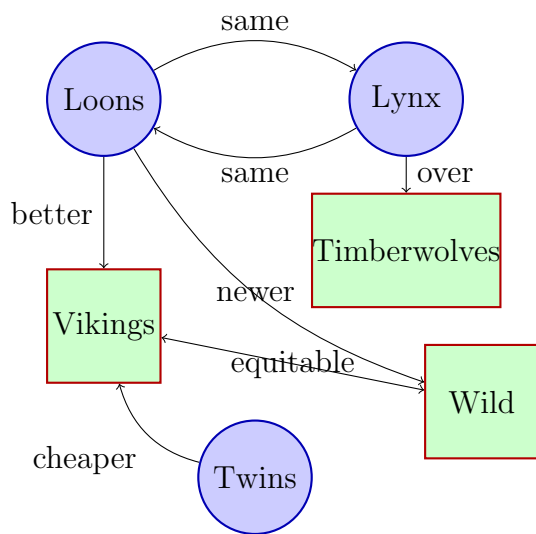 same
Loons
Lynx
same
over
better
Timberwolves
newer
Vikings
equitable
Wild
cheaper
Twins